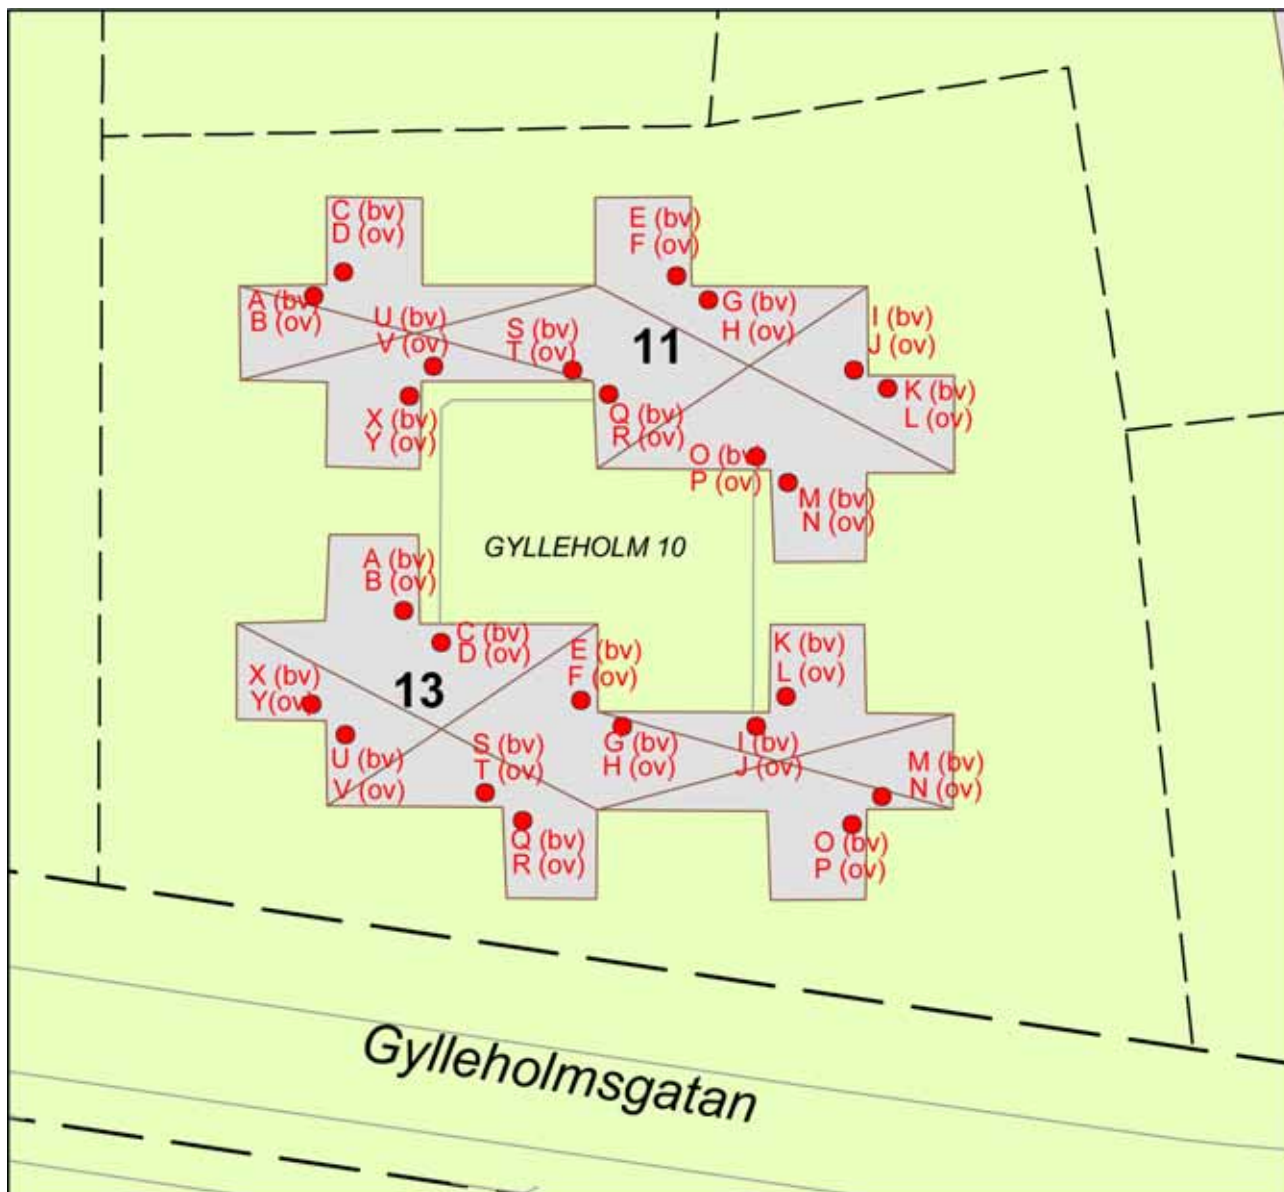 C (bv)
D (ov)
E (bv)
F (ov)
A (bv)
B (ov)
G (bv)
H (ov)
U (bv)
V (ov)
S (bv)
T (ov)
11
I (bv)
J (ov)
K (bv)
L (ov)
X (bv)
Y (ov)
Q (bv)
R (ov)
O (bv)
P (ov)
M (bv)
N (ov)
GYLLEHOLM 10
A (bv)
B (ov)
C (bv)
D (ov)
E (bv)
F (ov)
K (bv)
L (ov)
X (bv)
Y(ov)
13
U (bv)
V (ov)
S (bv)
T (ov)
G (bv)
H (ov)
I (bv)
J (ov)
M (bv)
N (ov)
Q (bv)
R (ov)
O (bv)
P (ov)
Gylleholmsgatan